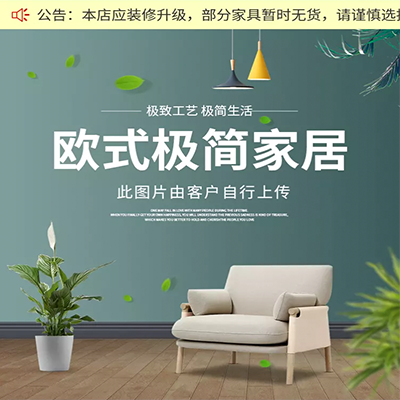 公告：本店应装修升级，部分家具暂时无货，请谨慎选
极致工艺 极简生活
欧式极简家居
此图片由客户自行上传